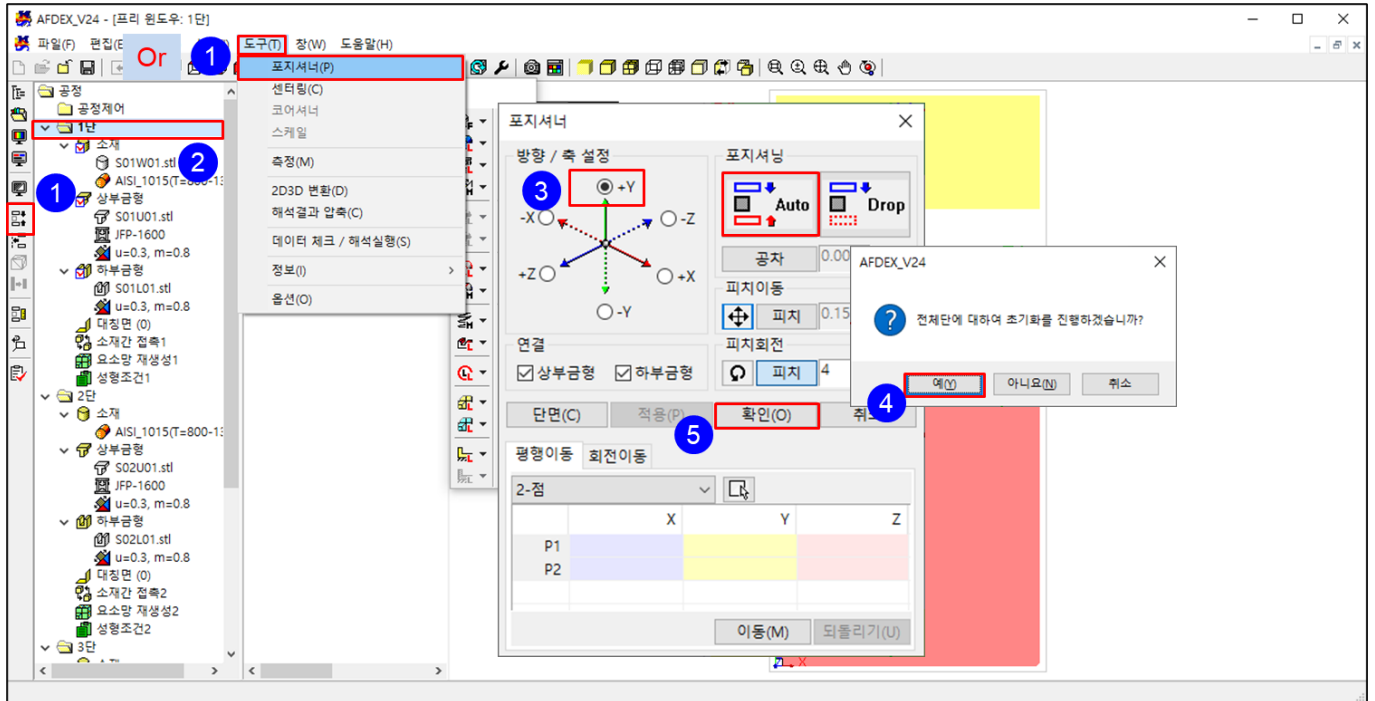 AFDEX_V24 - [프리 윈도우: 1단]
파일(F) 편집(E
Or
1
도구(T) 창(W) 도움말(H)
포지셔너(P)
센터링(C)
코어셔너
스케일
측정(M)
2D3D 변환(D)
해석결과 압축(C)
데이터 체크 / 해석실행(S)
정보(I)
옵션(O)
공정
공정제어
1단
소재
S01W01.stl
2
AISI_1015(T=800-13
1
상부금형
S01U01.stl
JFP-1600
u=0.3, m=0.8
하부금형
S01L01.stl
u=0.3, m=0.8
대칭면 (0)
소재간 접촉1
요소망 재생성1
성형조건1
2단
소재
AISI_1015(T=800-13
상부금형
S02U01.stl
JFP-1600
u=0.3, m=0.8
하부금형
S02L01.stl
u=0.3, m=0.8
대칭면 (0)
소재간 접촉2
요소망 재생성2
성형조건2
3단
포지셔너
방향 / 축 설정
3
+Y
-X
-Z
+Z
+X
-Y
연결
상부금형 하부금형
포지셔닝
Auto
Drop
공차 0.00
피치이동
피치 0.15
피치회전
피치 4
단면(C) 적용(P) 확인(O) 취소
5
평행이동 회전이동
2-점
X Y Z
P1
P2
이동(M) 되돌리기(U)
AFDEX_V24
전체단에 대하여 초기화를 진행하겠습니까?
4
예(Y) 아니요(N) 취소
Z X